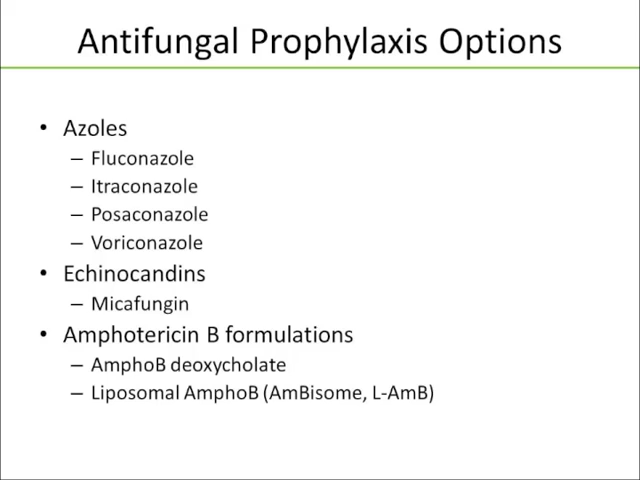 Antifungal Prophylaxis Options
• Azoles
– Fluconazole
– Itraconazole
– Posaconazole
– Voriconazole
• Echinocandins
– Micafungin
• Amphotericin B formulations
– AmphoB deoxycholate
– Liposomal AmphoB (AmBisome, L-AmB)